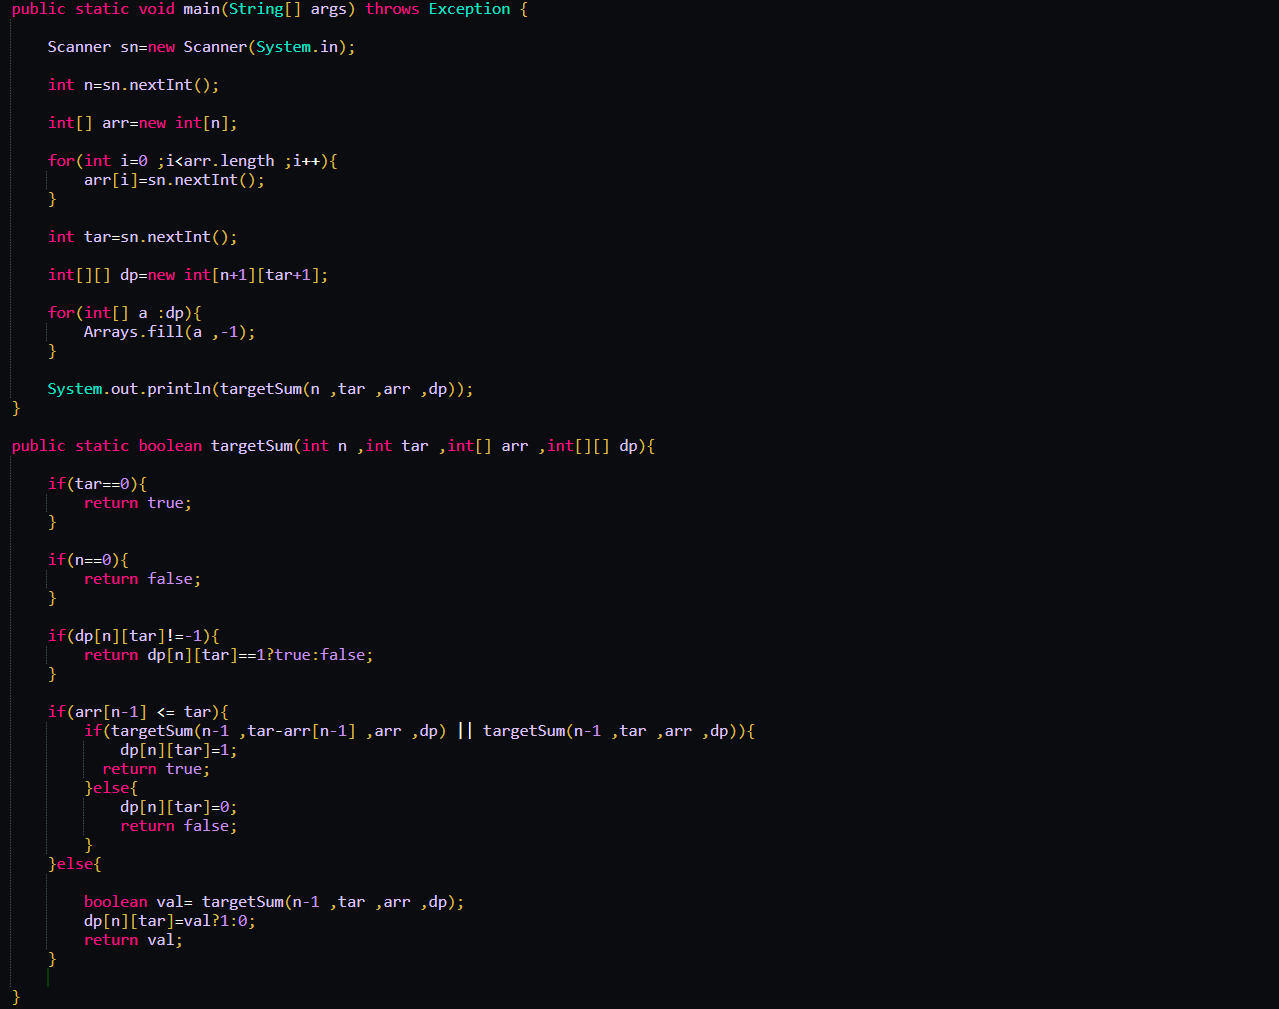 public static void main(String[] args) throws Exception {
Scanner sn=new Scanner(System.in);
int n=sn.nextInt();
int[] arr=new int[n];
for(int i=0 ;i<arr.length ;i++){
arr[i]=sn.nextInt();
}
int tar=sn.nextInt();
int[][] dp=new int[n+1][tar+1];
for(int[] a :dp){
Arrays.fill(a ,-1);
}
System.out.println(targetSum(n ,tar ,arr ,dp));
}
public static boolean targetSum(int n ,int tar ,int[] arr ,int[][] dp){
if(tar==0){
return true;
}
if(n==0){
return false;
}
if(dp[n][tar]!=-1){
return dp[n][tar]==1?true:false;
}
if(arr[n-1] <= tar){
if(targetSum(n-1 ,tar-arr[n-1] ,arr ,dp) || targetSum(n-1 ,tar ,arr ,dp)){
dp[n][tar]=1;
return true;
}else{
dp[n][tar]=0;
return false;
}
}else{
boolean val= targetSum(n-1 ,tar ,arr ,dp);
dp[n][tar]=val?1:0;
return val;
}
}